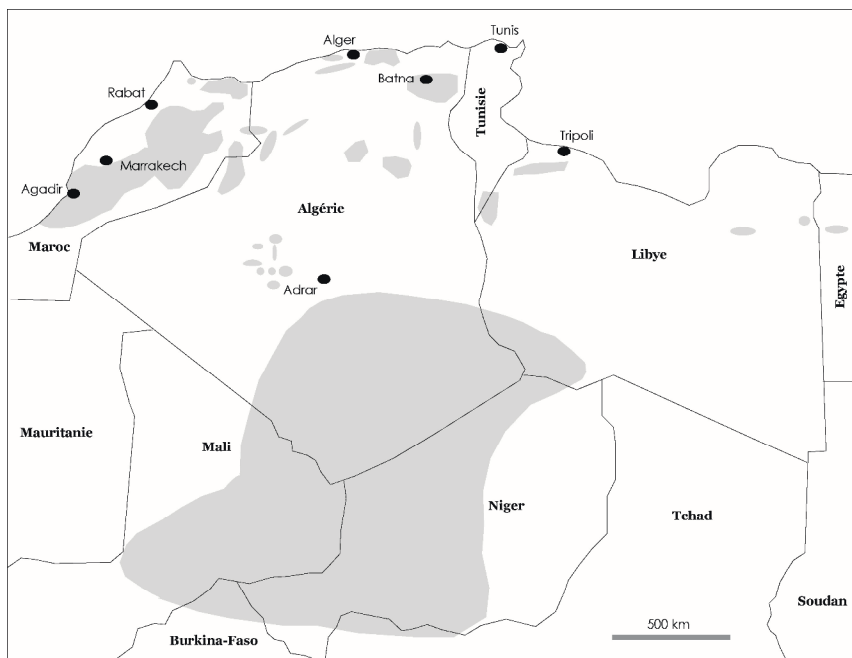 Tunis
Alger
Batna
Rabat
Tunisie
Tripoli
Marrakech
Agadir
Algérie
Maroc
Libye
Egypte
Adrar
Mauritanie
Mali
Niger
Tchad
Soudan
500 km
Burkina-Faso